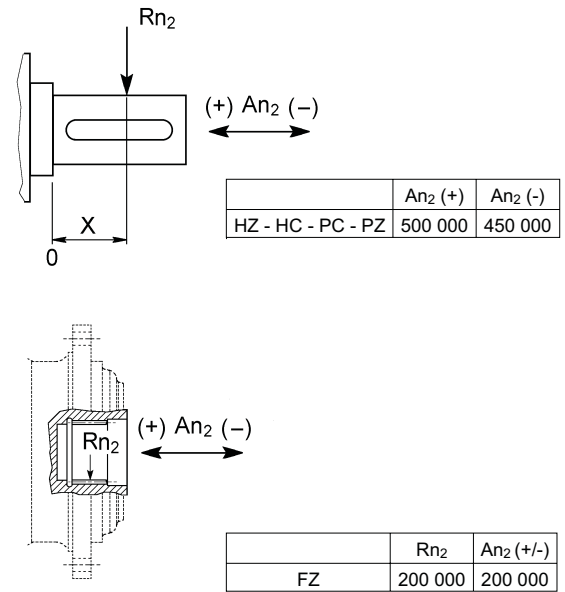 Rn2
(+) An2 (−)
An2 (+) An2 (-)
HZ - HC - PC - PZ 500 000 450 000
X
0
(+) An2 (−)
Rn2
Rn2 An2 (+/-)
FZ 200 000 200 000